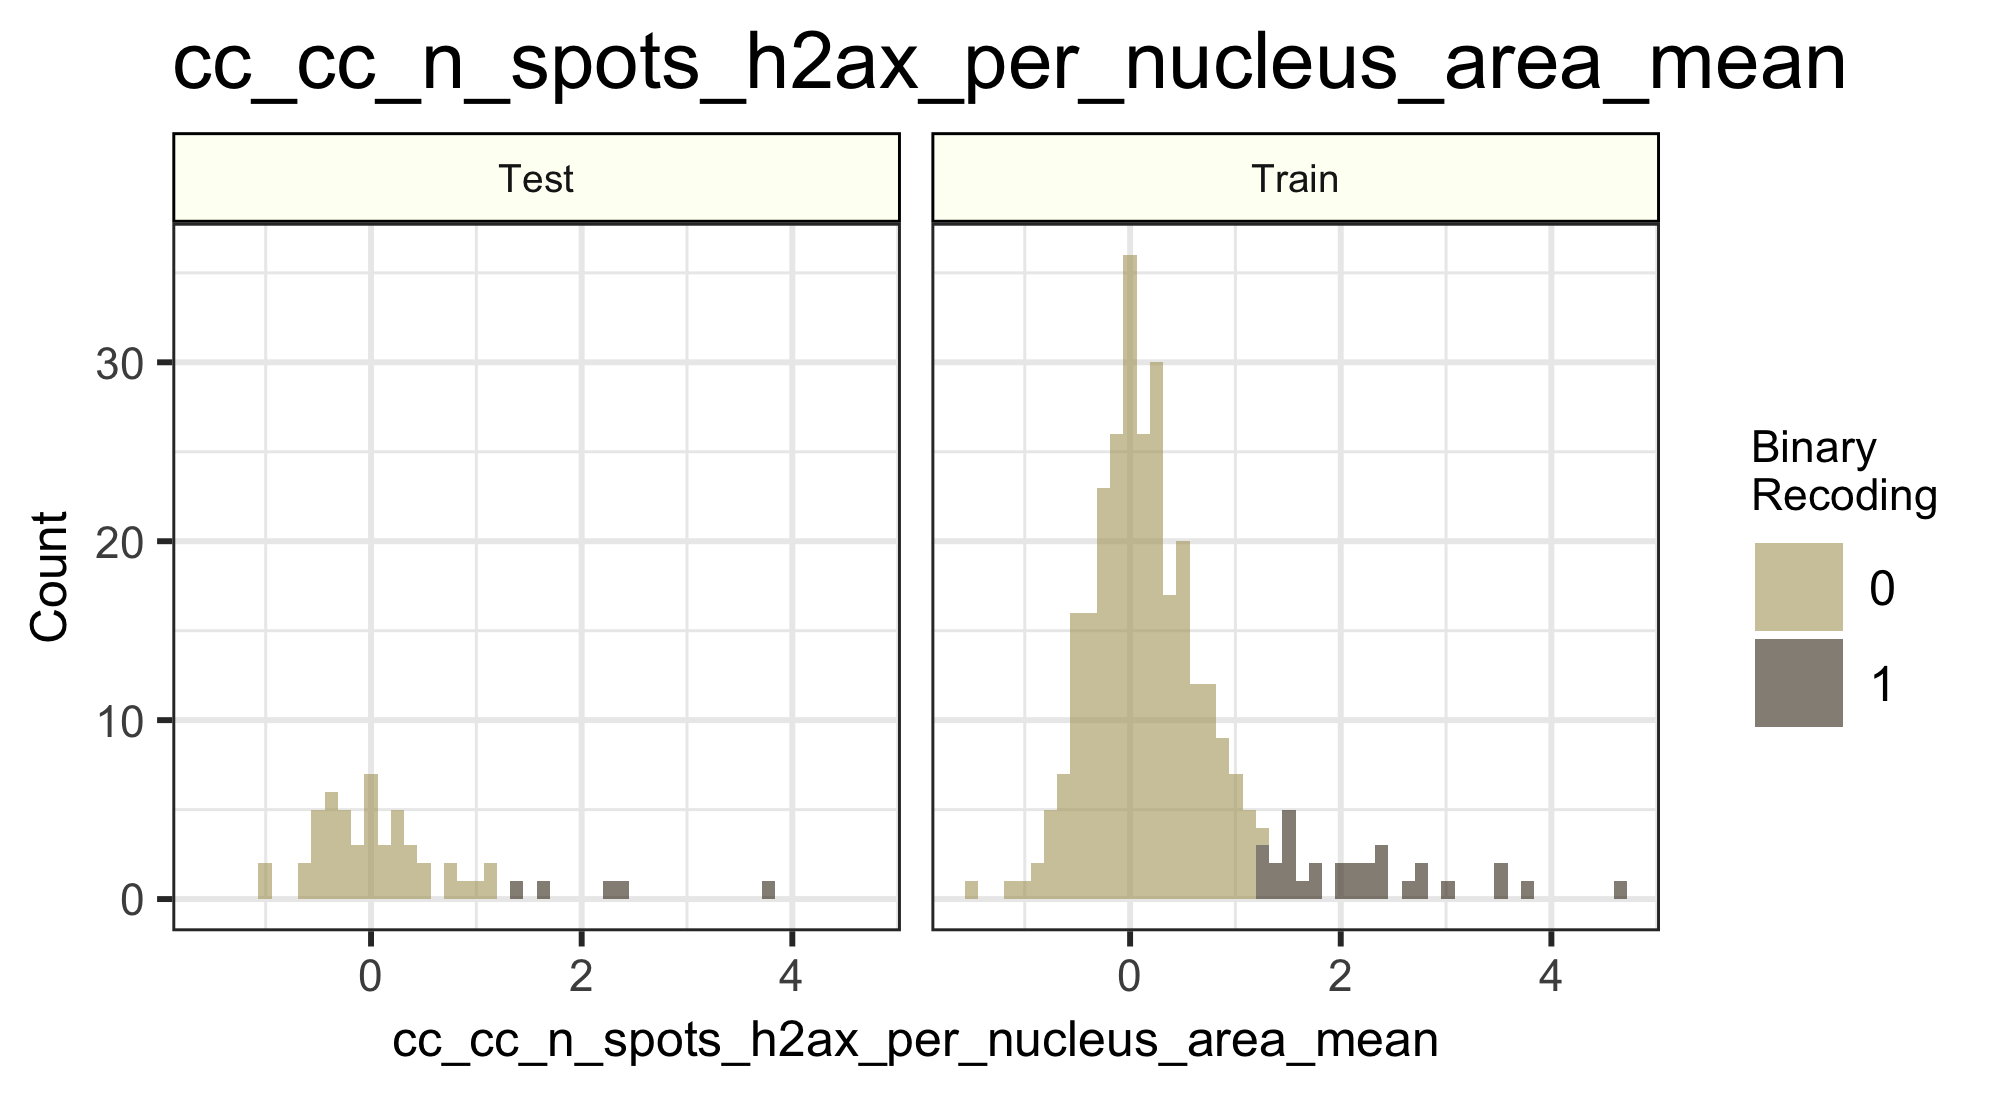 cc_cc_n_spots_h2ax_per_nucleus_area_mean
Test
Train
Count
30
20
10
0
0
2
4
0
2
4
cc_cc_n_spots_h2ax_per_nucleus_area_mean
Binary
Recoding
0
1